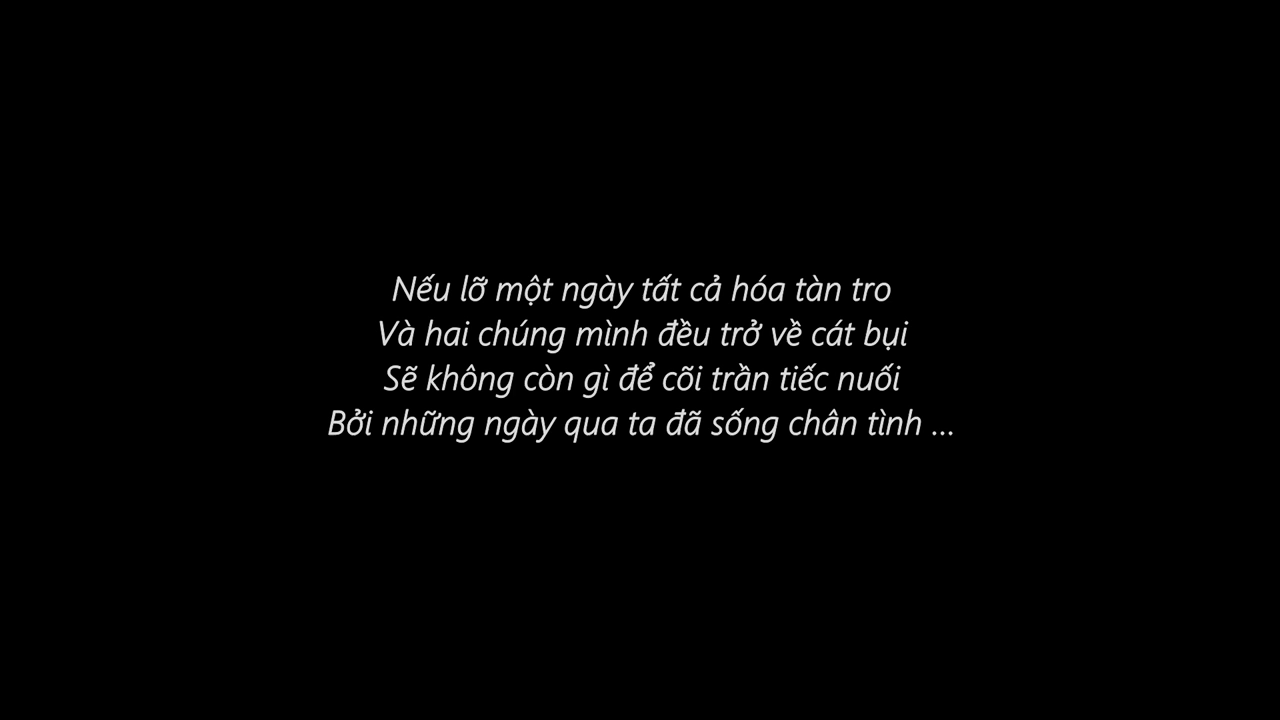 Nếu lỡ một ngày tất cả hóa tàn tro
Và hai chúng mình đều trở về cát bụi
Sẽ không còn gì để cõi trần tiếc nuối
Bởi những ngày qua ta đã sống chân tình ...